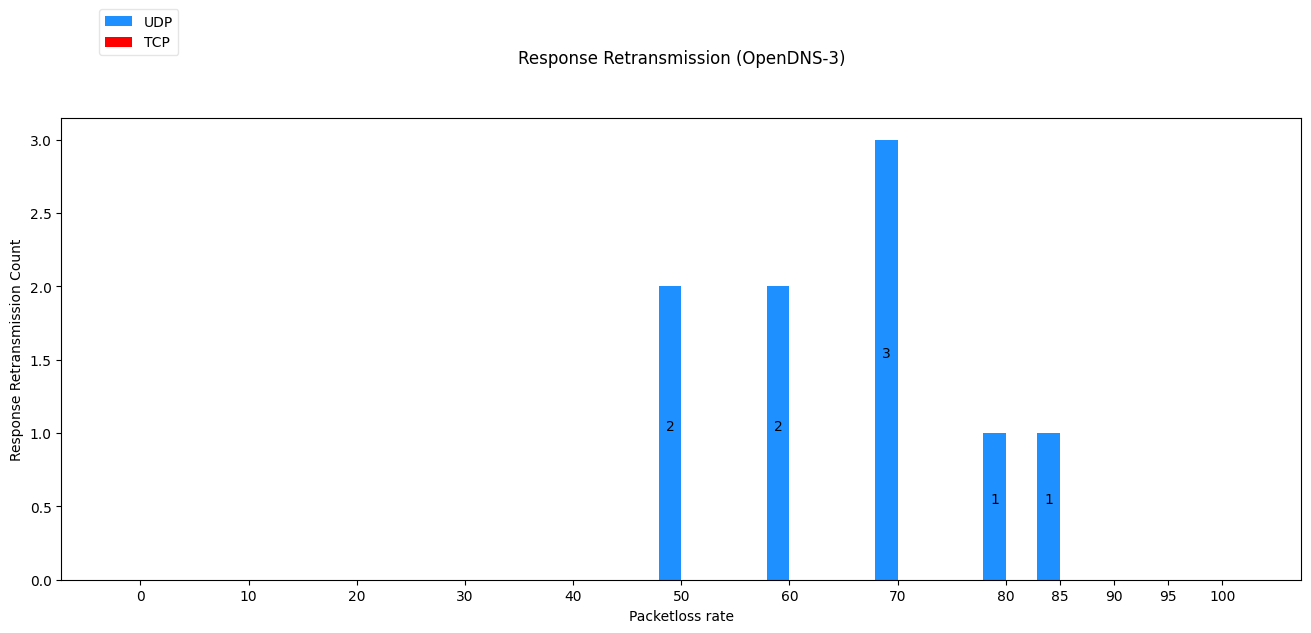 UDP
TCP
Response Retransmission (OpenDNS-3)
Response Retransmission Count
3.0
2.5
2.0
1.5
1.0
0.5
0.0
2
2
3
1
1
0 10 20 30 40 50 60 70 80 85 90 95 100
Packetloss rate